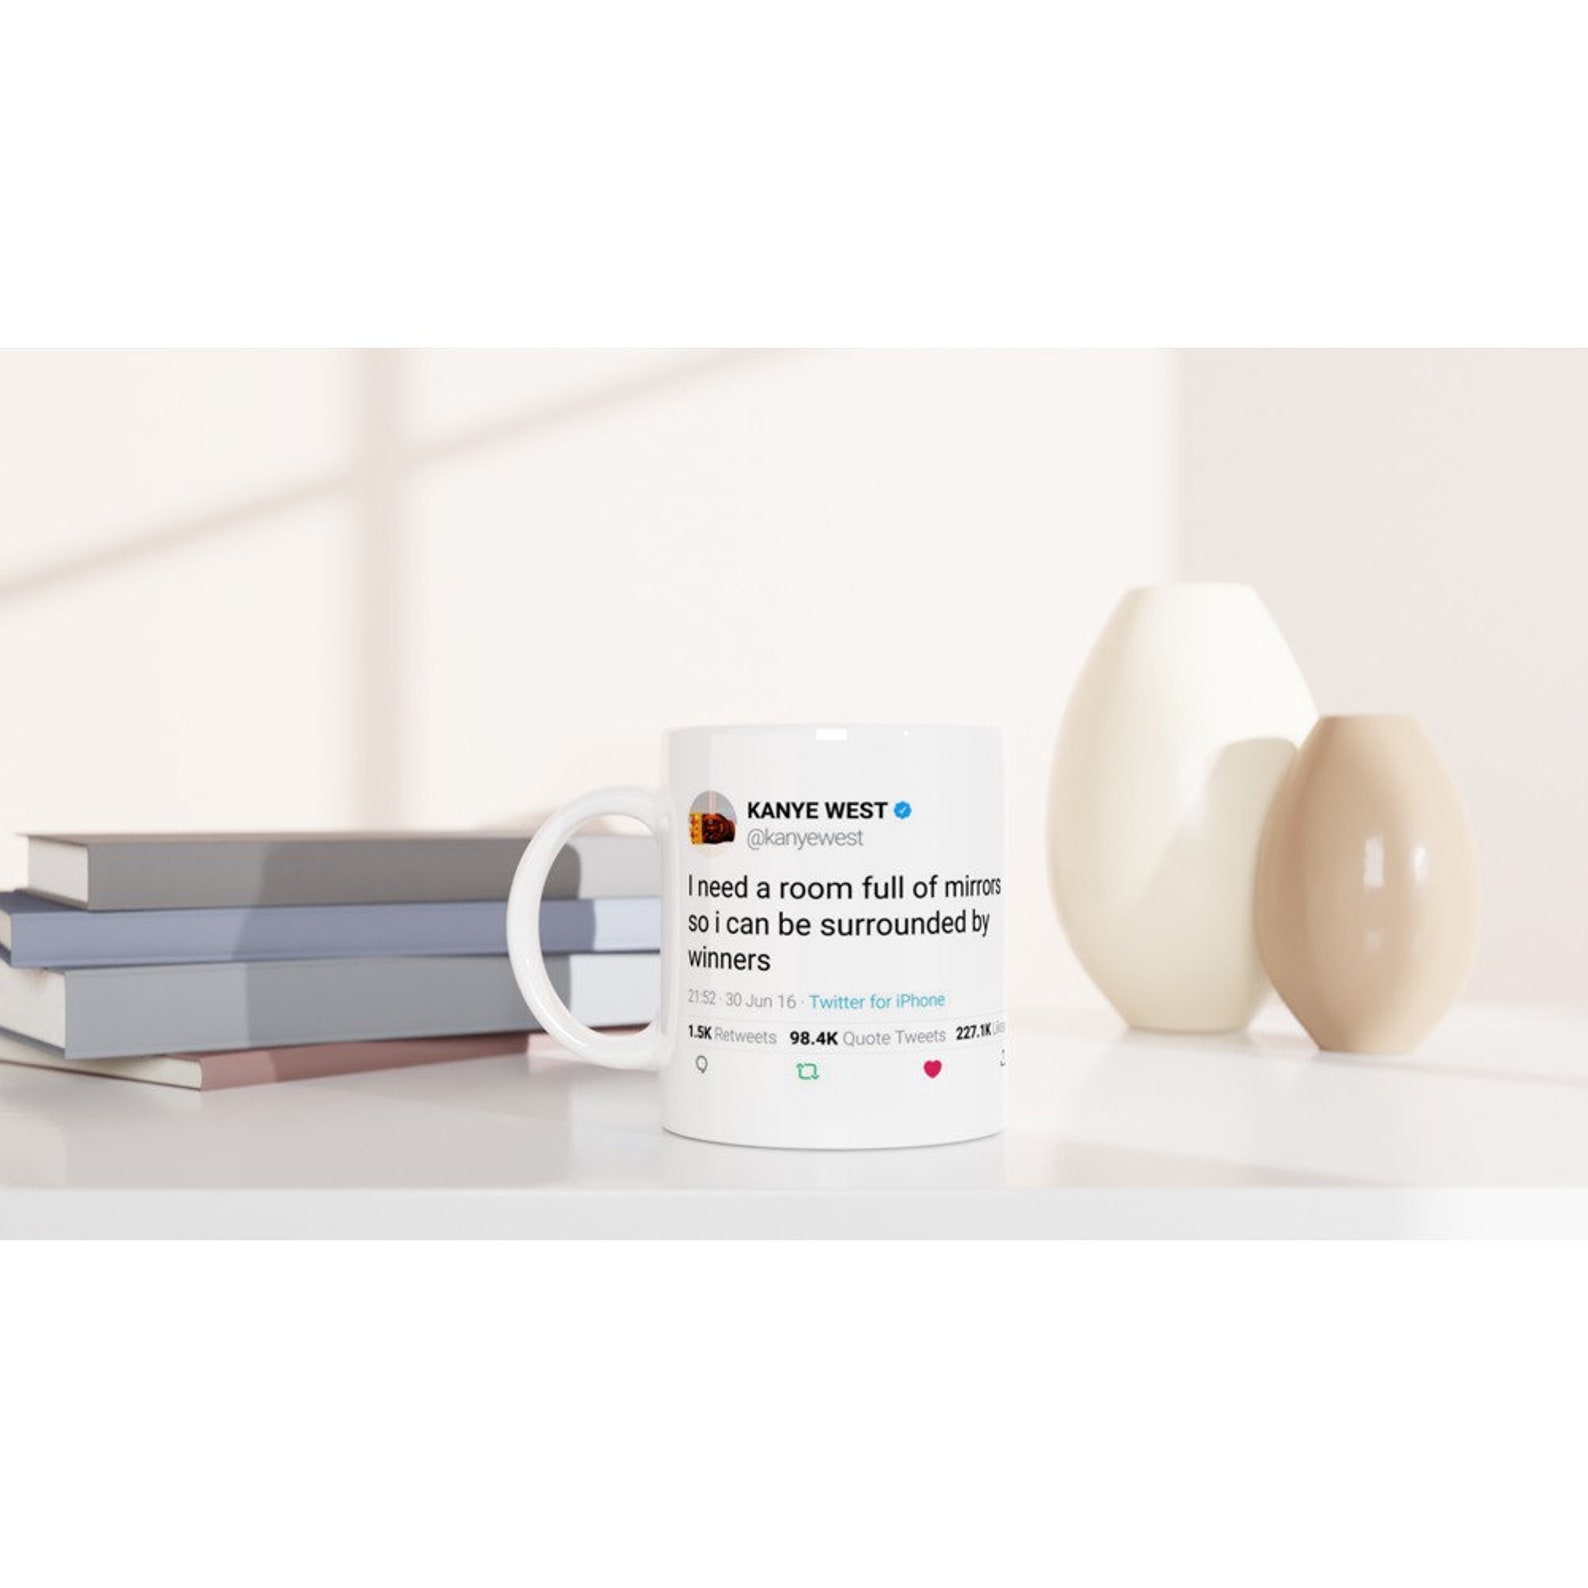 KANYE WEST
@kanyewest
I need a room full of mirrors
so i can be surrounded by
winners
21:52 · 30 Jun 16 · Twitter for iPhone
1.5K Retweets 98.4K Quote Tweets 227.1K